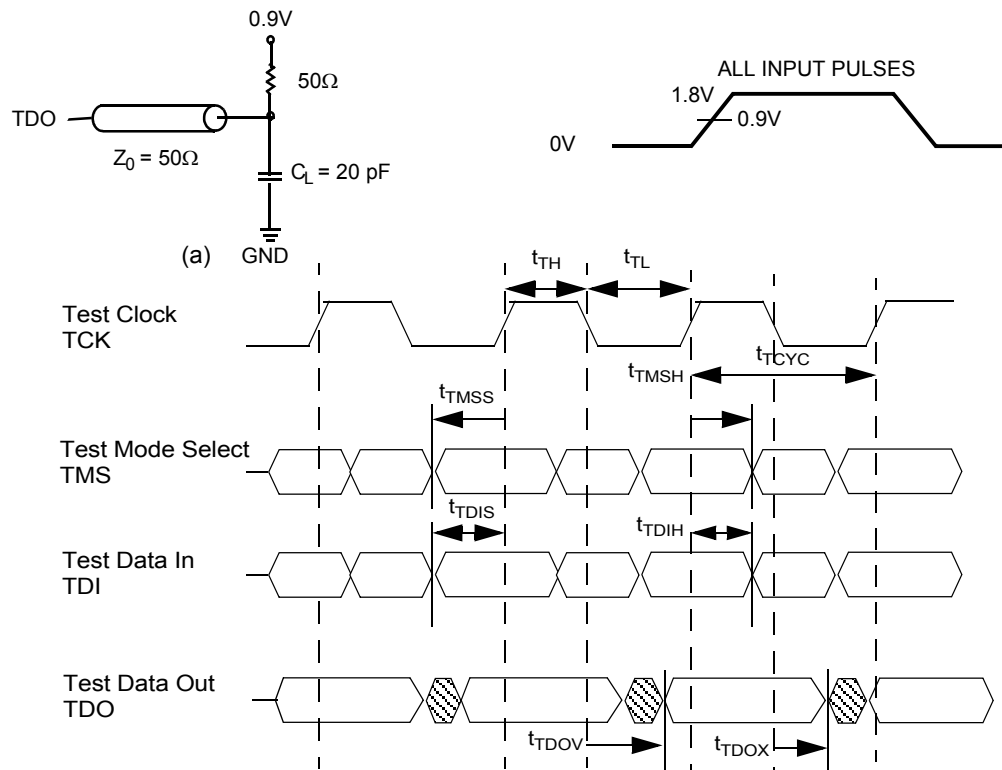 0.9V
50Ω
TDO
Z0 = 50Ω
CL = 20 pF
(a) GND
ALL INPUT PULSES
1.8V
0.9V
0V
tTH
tTL
Test Clock
TCK
tTCYC
tTMSH
tTMSS
Test Mode Select
TMS
tTDIS
tTDIH
Test Data In
TDI
Test Data Out
TDO
tTDOV
tTDOX